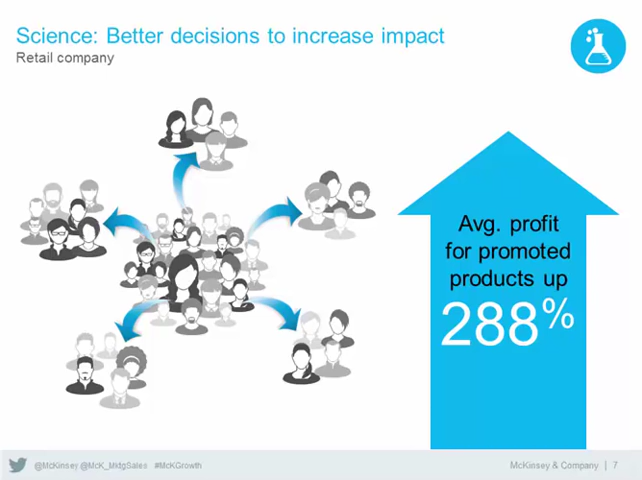 Science: Better decisions to increase impact
Retail company
Avg. profit
for promoted
products up
288%
@McKinsey @McK_MktgSales #McKGrowth
McKinsey & Company | 7